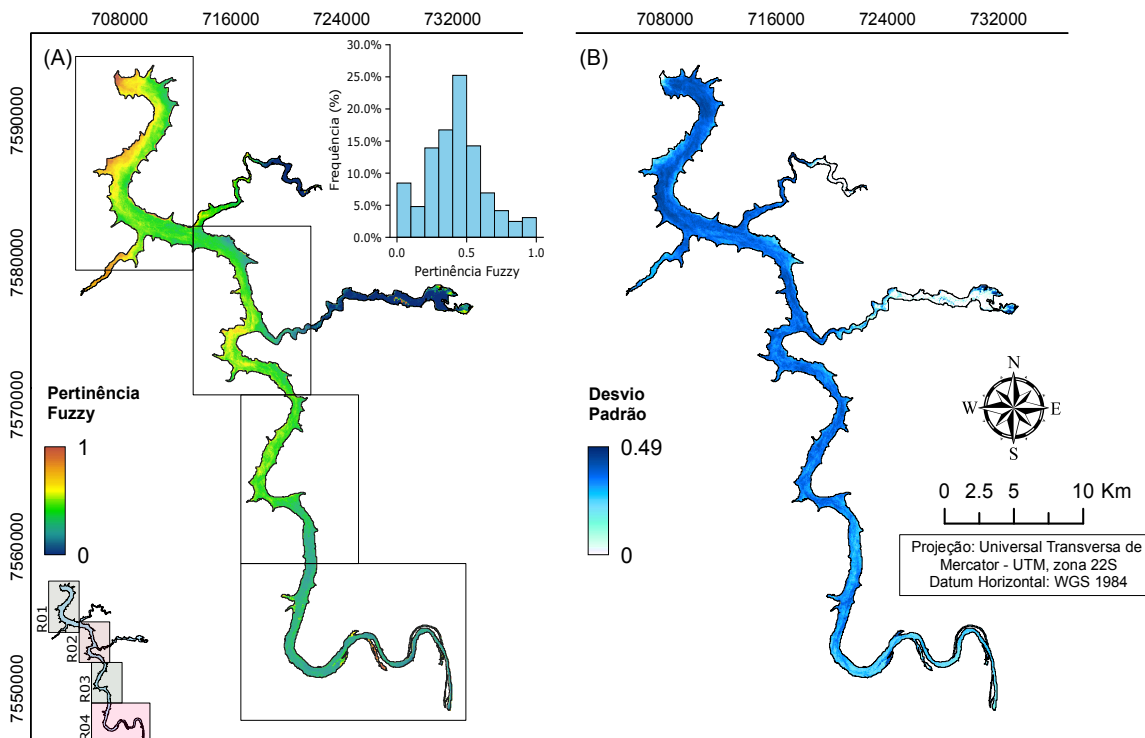 708000 716000 724000 732000
708000 716000 724000 732000
(A)
(B)
7590000
7580000
7570000
7560000
7550000
30.0%
25.0%
20.0%
15.0%
10.0%
5.0%
0.0%
Frequência (%)
0.0 0.5 1.0
Pertinência Fuzzy
Pertinência
Fuzzy
1
0
R01
R02
R03
R04
Desvio
Padrão
0.49
0
N
W E
S
0 2.5 5 10 Km
Projeção: Universal Transversa de
Mercator - UTM, zona 22S
Datum Horizontal: WGS 1984